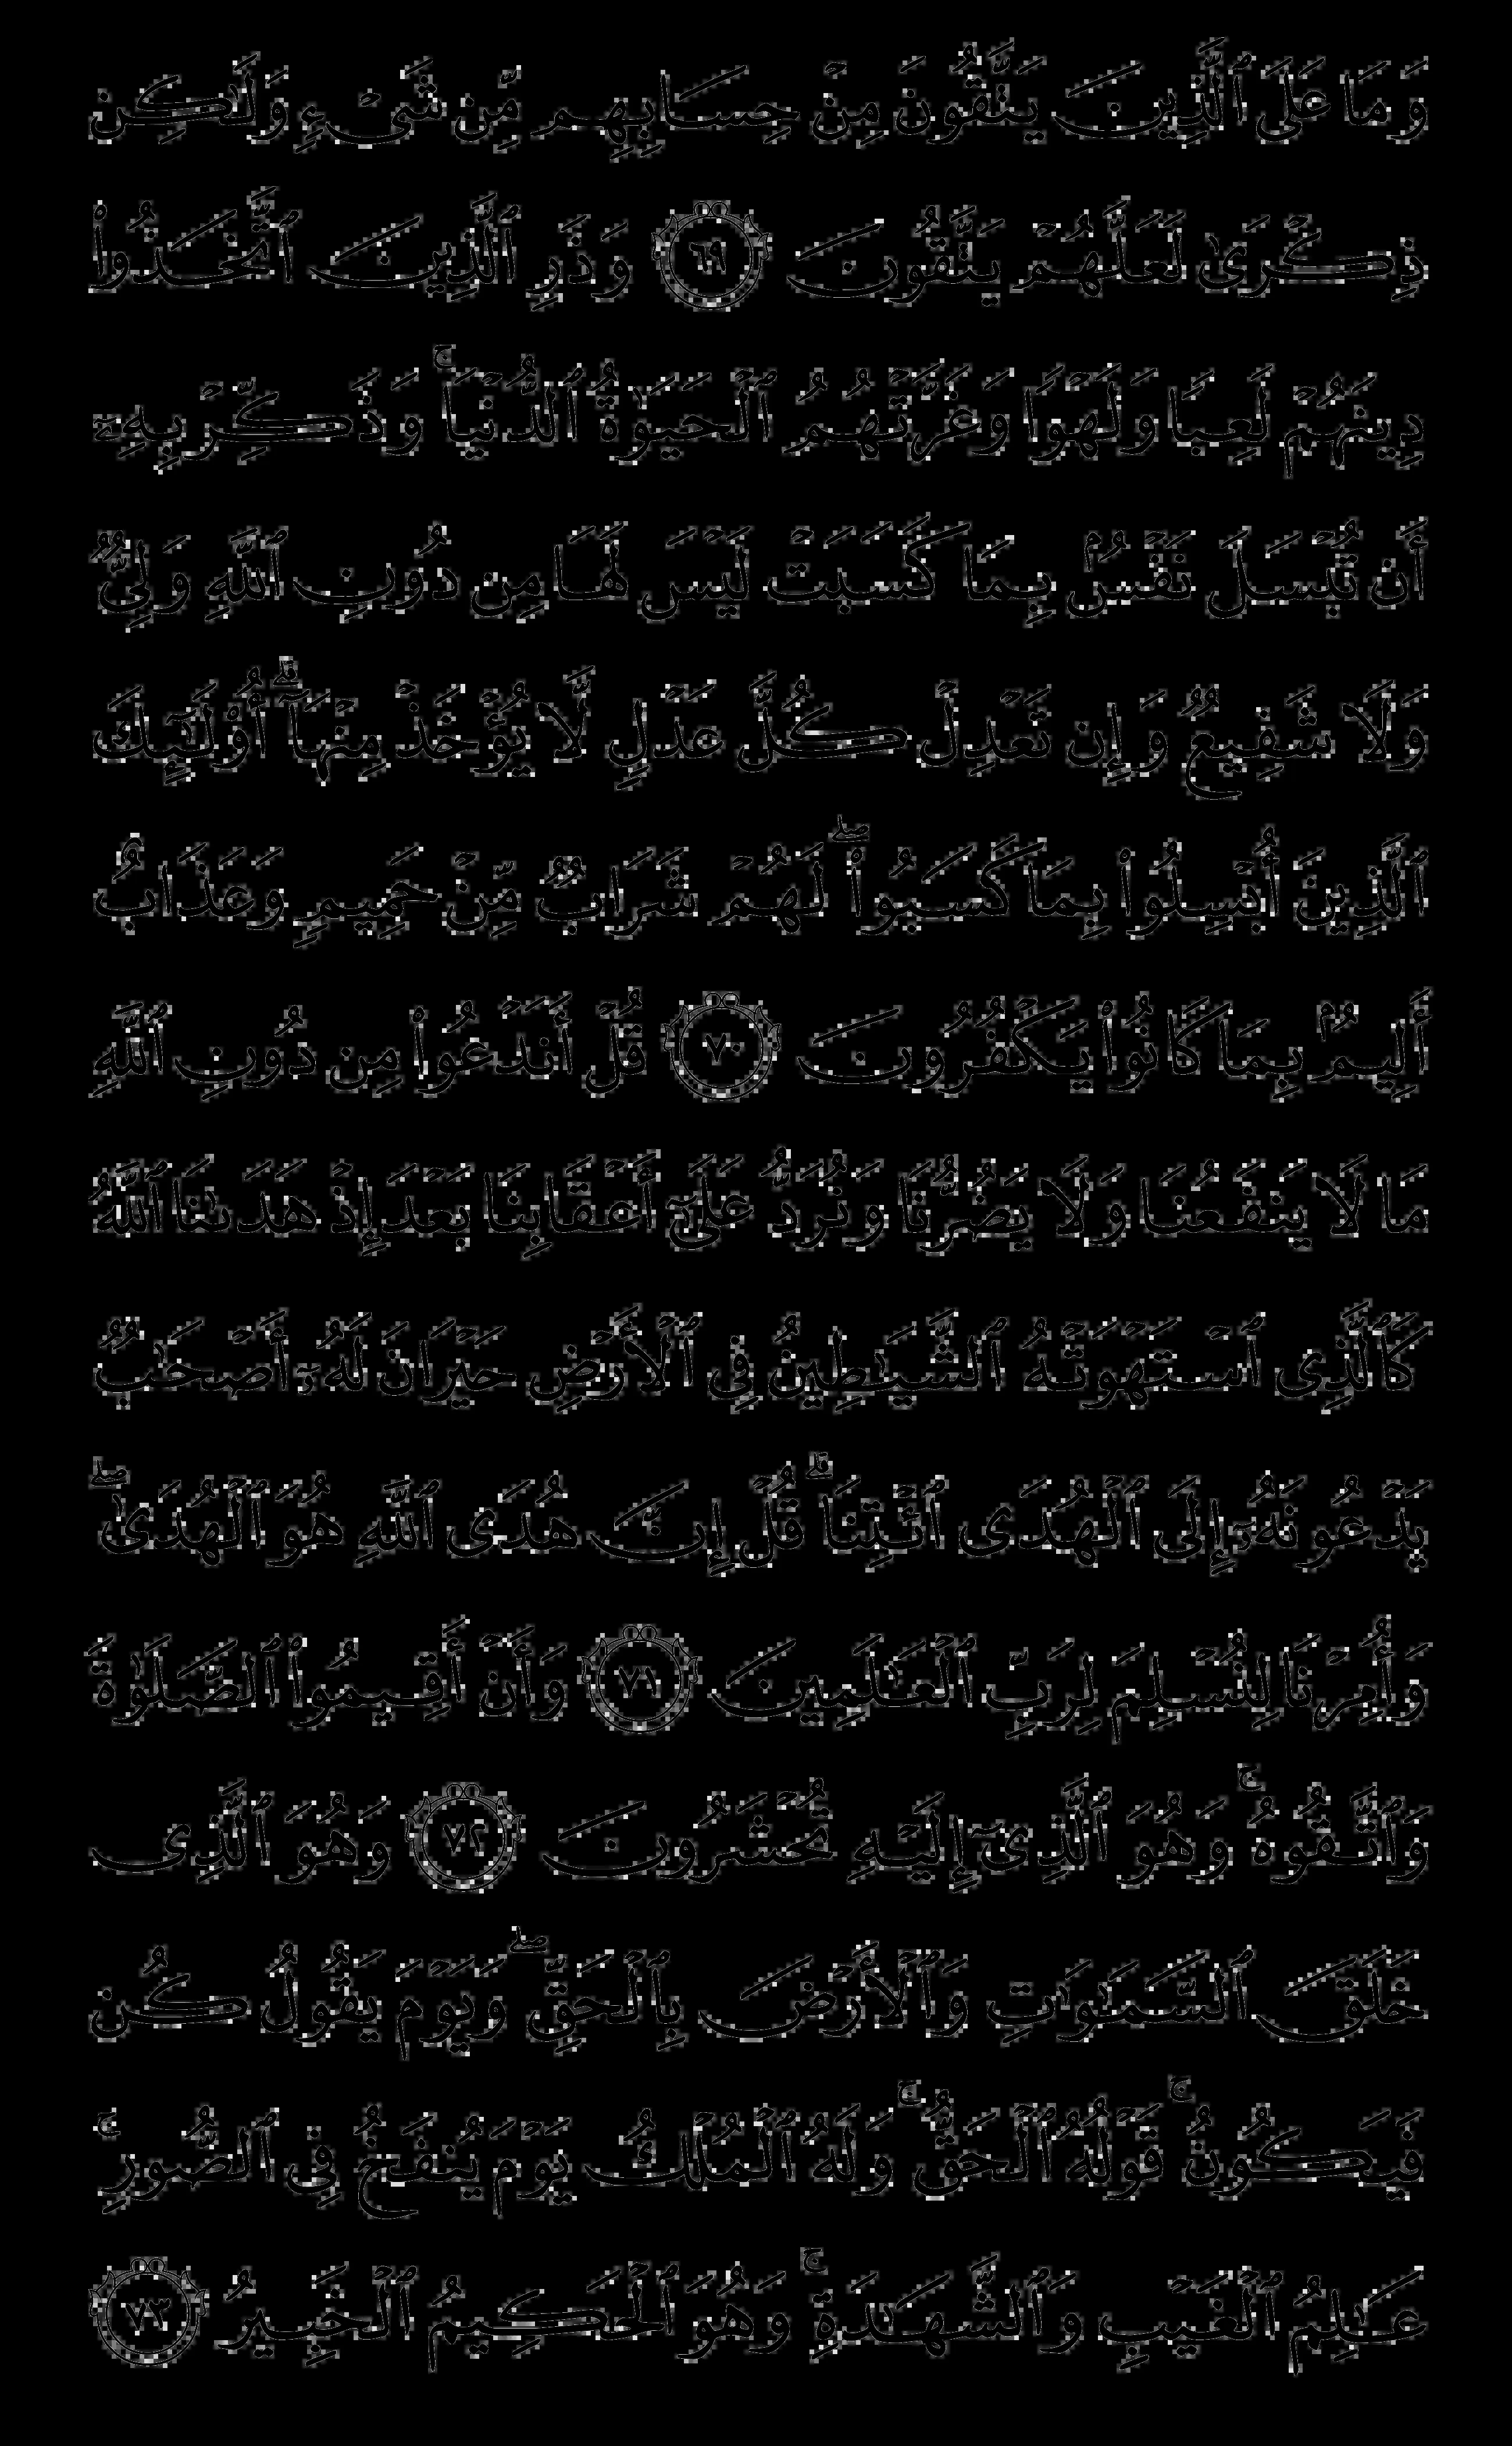 وَمَا عَلَى ٱلَّذِينَ يَتَّقُونَ مِنْ حِسَابِهِم مِّن شَىْءٍ وَلَٰكِن
ذِكْرَىٰ لَعَلَّهُمْ يَتَّقُونَ ٦٩ وَذَرِ ٱلَّذِينَ ٱتَّخَذُوا۟
دِينَهُمْ لَعِبًا وَلَهْوًا وَغَرَّتْهُمُ ٱلْحَيَوٰةُ ٱلدُّنْيَا ۚ وَذَكِّرْ بِهِۦٓ
أَن تُبْسَلَ نَفْسٌۢ بِمَا كَسَبَتْ لَيْسَ لَهَا مِن دُونِ ٱللَّهِ وَلِىٌّ
وَلَا شَفِيعٌ وَإِن تَعْدِلْ كُلَّ عَدْلٍ لَّا يُؤْخَذْ مِنْهَآ ۗ أُو۟لَٰٓئِكَ
ٱلَّذِينَ أُبْسِلُوا۟ بِمَا كَسَبُوا۟ ۖ لَهُمْ شَرَابٌ مِّنْ حَمِيمٍ وَعَذَابٌ
أَلِيمٌۢ بِمَا كَانُوا۟ يَكْفُرُونَ ٧٠ قُلْ أَنَدْعُوا۟ مِن دُونِ ٱللَّهِ
مَا لَا يَنفَعُنَا وَلَا يَضُرُّنَا وَنُرَدُّ عَلَىٰٓ أَعْقَابِنَا بَعْدَ إِذْ هَدَىٰنَا ٱللَّهُ
كَٱلَّذِى ٱسْتَهْوَتْهُ ٱلشَّيَٰطِينُ فِى ٱلْأَرْضِ حَيْرَانَ لَهُۥٓ أَصْحَٰبٌ
يَدْعُونَهُۥٓ إِلَى ٱلْهُدَى ٱئْتِنَا ۗ قُلْ إِنَّ هُدَى ٱللَّهِ هُوَ ٱلْهُدَىٰ ۖ
وَأُمِرْنَا لِنُسْلِمَ لِرَبِّ ٱلْعَٰلَمِينَ ٧١ وَأَنْ أَقِيمُوا۟ ٱلصَّلَوٰةَ
وَٱتَّقُوهُ ۚ وَهُوَ ٱلَّذِىٓ إِلَيْهِ تُحْشَرُونَ ٧٢ وَهُوَ ٱلَّذِى
خَلَقَ ٱلسَّمَٰوَٰتِ وَٱلْأَرْضَ بِٱلْحَقِّ ۖ وَيَوْمَ يَقُولُ كُن
فَيَكُونُ ۚ قَوْلُهُ ٱلْحَقُّ ۚ وَلَهُ ٱلْمُلْكُ يَوْمَ يُنفَخُ فِى ٱلصُّورِ ۚ
عَٰلِمُ ٱلْغَيْبِ وَٱلشَّهَٰدَةِ ۚ وَهُوَ ٱلْحَكِيمُ ٱلْخَبِيرُ ٧٣